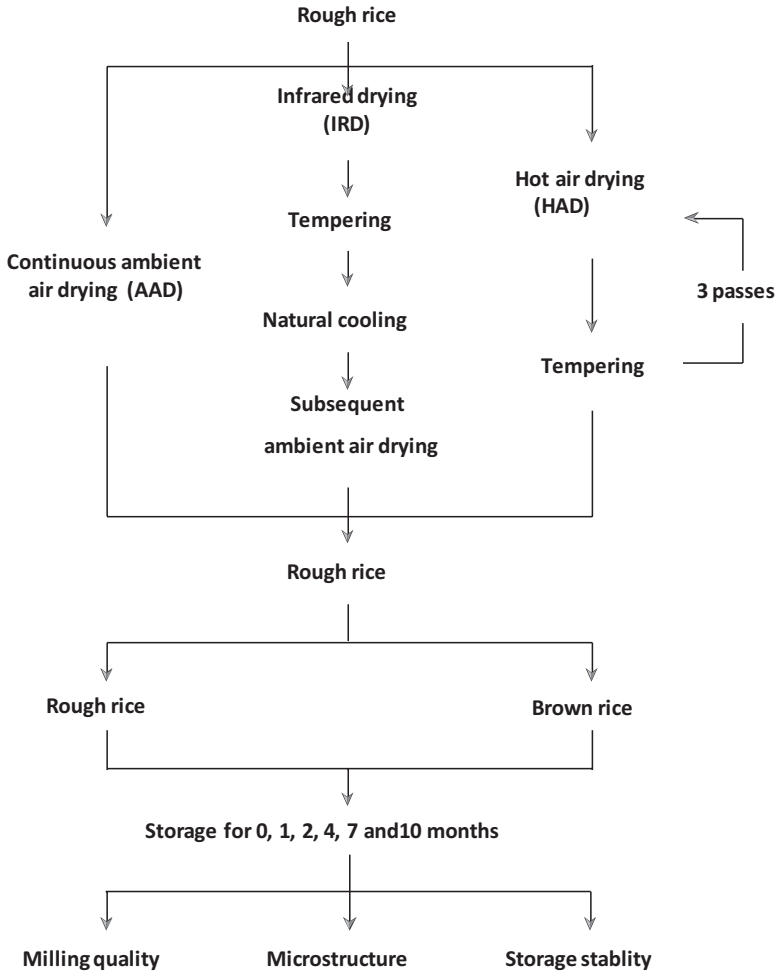 Rough rice
Infrared drying
(IRD)
Hot air drying
(HAD)
Tempering
Continuous ambient
air drying (AAD)
3 passes
Natural cooling
Tempering
Subsequent
ambient air drying
Rough rice
Rough rice
Brown rice
Storage for 0, 1, 2, 4, 7 and10 months
Milling quality
Microstructure
Storage stablity